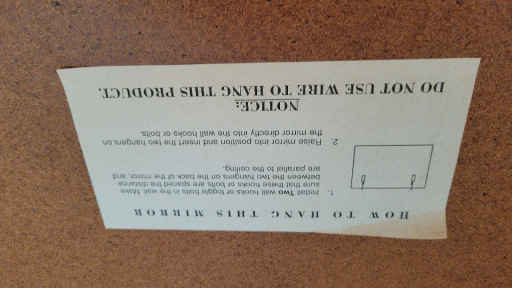 HOW TO HANG THIS MIRROR
1. Install Two wall hooks or toggle bolts in the wall. Make
sure that these hooks or bolts are spaced the distance
between the two hangers on the back of the mirror, and
are parallel to the ceiling.
2. Raise mirror into position and insert the two hangers on
the mirror directly into the wall hooks or bolts.
NOTICE:
DO NOT USE WIRE TO HANG THIS PRODUCT.